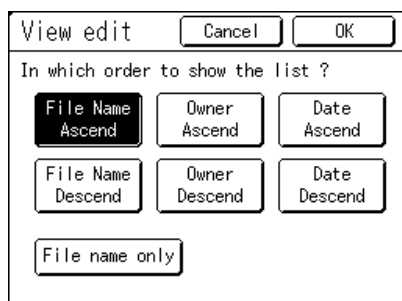 View edit Cancel OK
In which order to show the list ?
File Name Owner Date
Ascend Ascend Ascend
File Name Owner Date
Descend Descend Descend
File name only